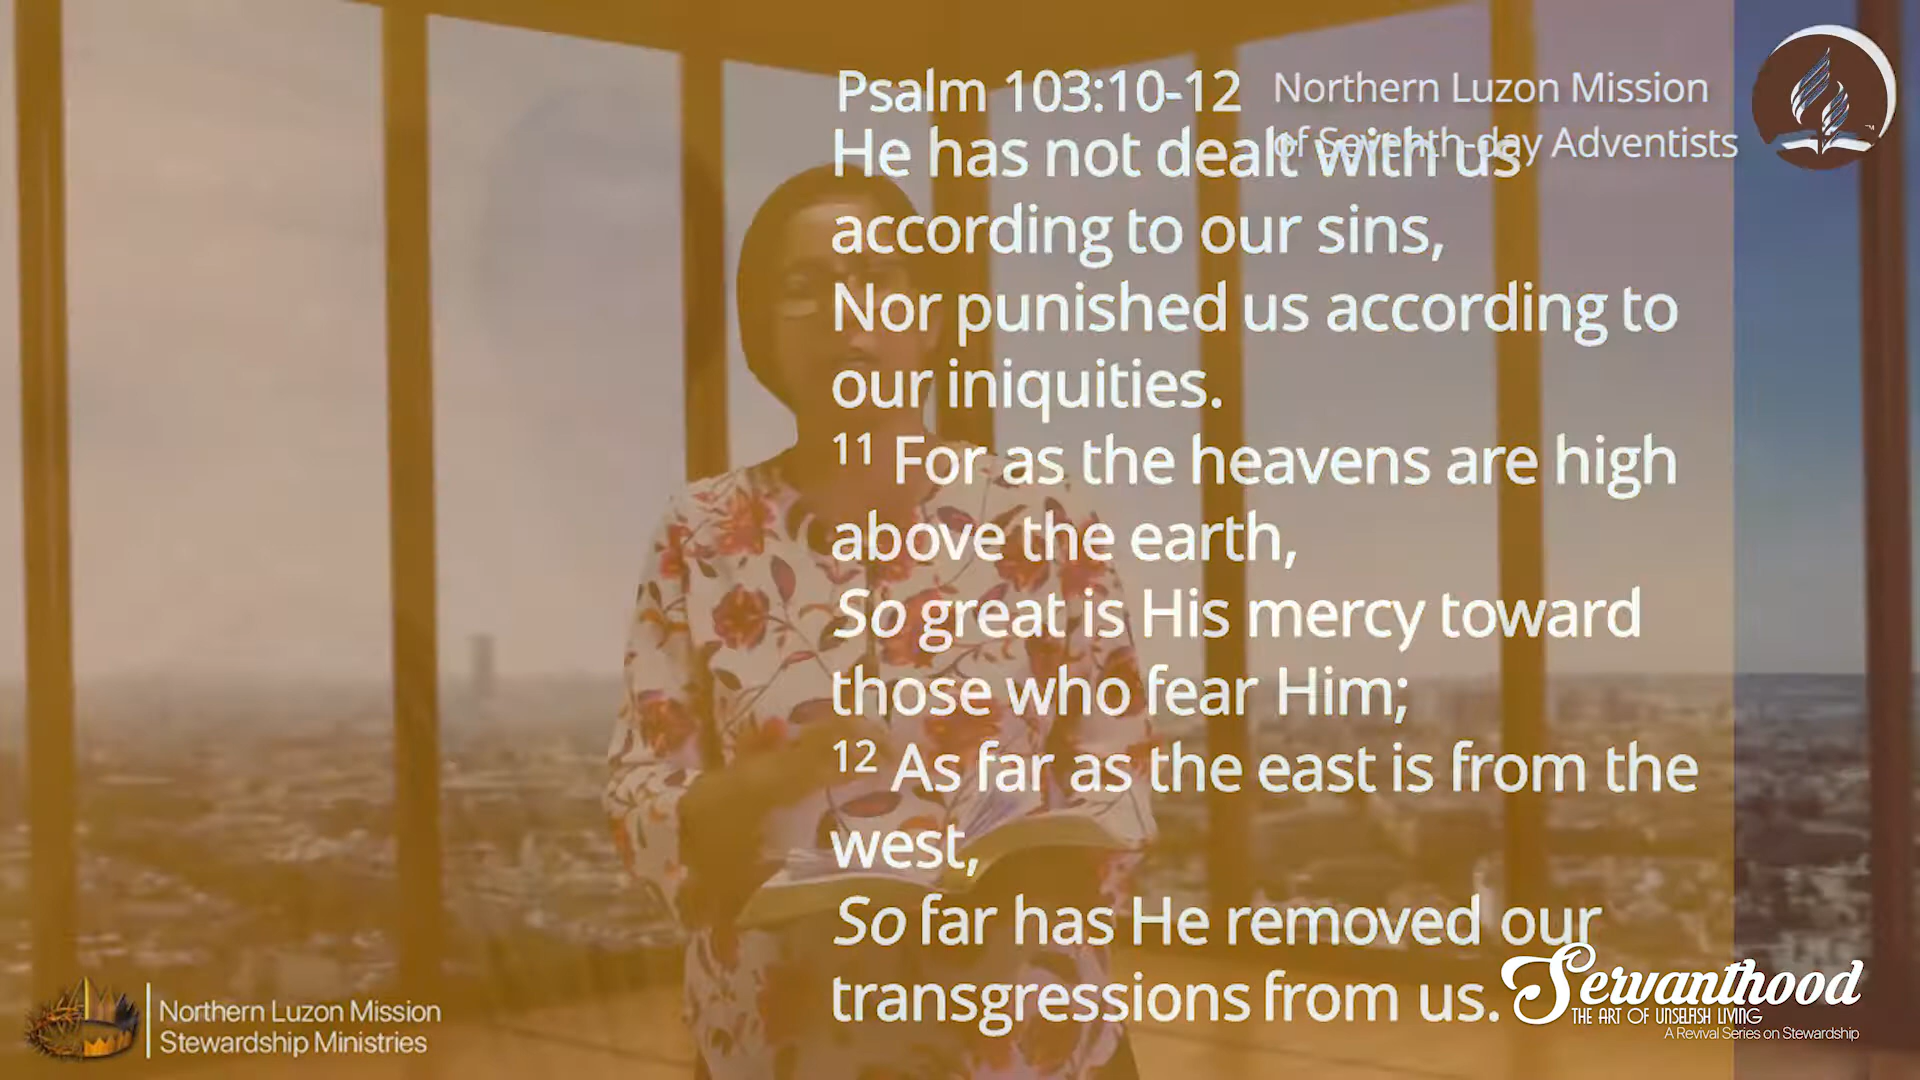 Psalm 103:10-12
Northern Luzon Mission
of Seventh-day Adventists
He has not dealt with us
according to our sins,
Nor punished us according to
our iniquities.
11 For as the heavens are high
above the earth,
So great is His mercy toward
those who fear Him;
12 As far as the east is from the
west,
So far has He removed our
transgressions from us.
Servanthood
THE ART OF UNSELFISH LIVING
A Revival Series on Stewardship
Northern Luzon Mission
Stewardship Ministries